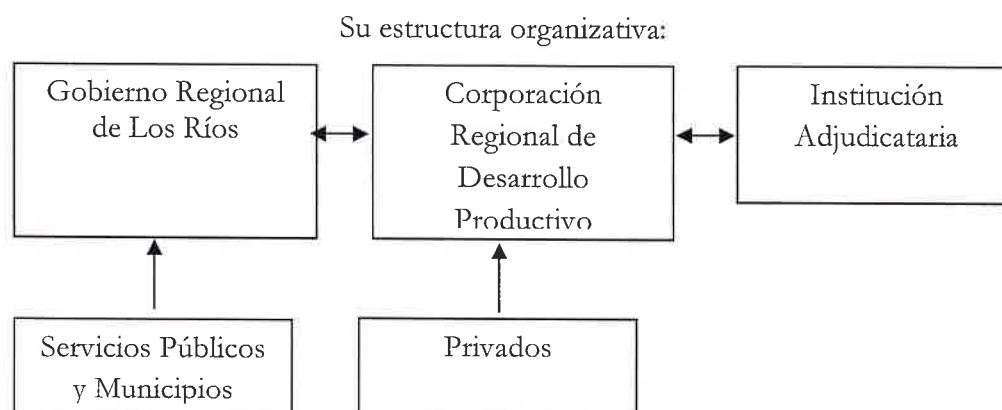 Su estructura organizativa:
Gobierno Regional
de Los Ríos
Corporación
Regional de
Desarrollo
Productivo
Institución
Adjudicataria
Servicios Públicos
y Municipios
Privados